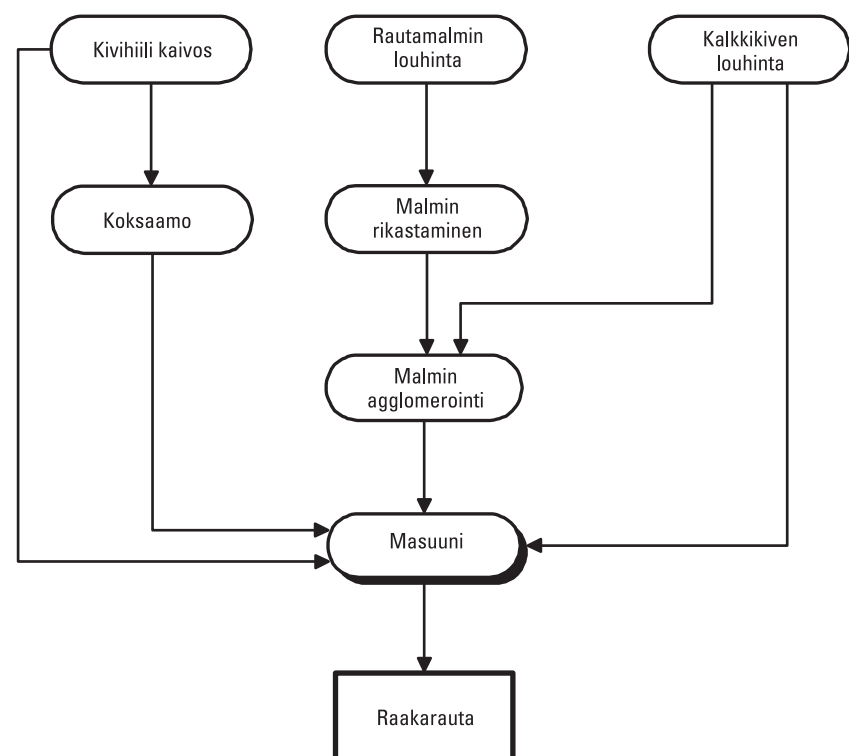 Kivihiili kaivos
Rautamalmin
louhinta
Kalkkikiven
louhinta
Koksaamo
Malmin
rikastaminen
Malmin
agglomerointi
Masuuni
Raakarauta